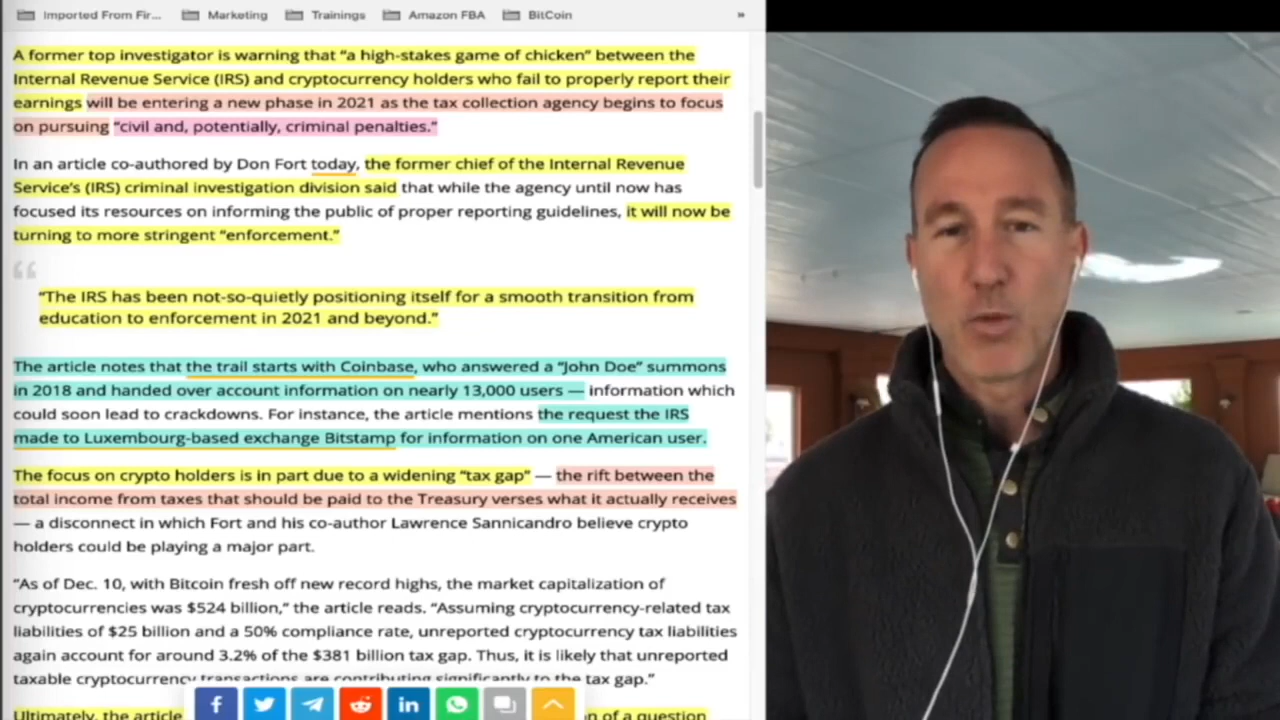 Imported From Fir... Marketing Trainings Amazon FBA BitCoin »
A former top investigator is warning that “a high-stakes game of chicken” between the
Internal Revenue Service (IRS) and cryptocurrency holders who fail to properly report their
earnings will be entering a new phase in 2021 as the tax collection agency begins to focus
on pursuing “civil and, potentially, criminal penalties.”
In an article co-authored by Don Fort today, the former chief of the Internal Revenue
Service’s (IRS) criminal investigation division said that while the agency until now has
focused its resources on informing the public of proper reporting guidelines, it will now be
turning to more stringent “enforcement.”
“The IRS has been not-so-quietly positioning itself for a smooth transition from
education to enforcement in 2021 and beyond.”
The article notes that the trail starts with Coinbase, who answered a “John Doe” summons
in 2018 and handed over account information on nearly 13,000 users — information which
could soon lead to crackdowns. For instance, the article mentions the request the IRS
made to Luxembourg-based exchange Bitstamp for information on one American user.
The focus on crypto holders is in part due to a widening “tax gap” — the rift between the
total income from taxes that should be paid to the Treasury verses what it actually receives
— a disconnect in which Fort and his co-author Lawrence Sannicandro believe crypto
holders could be playing a major part.
“As of Dec. 10, with Bitcoin fresh off new record highs, the market capitalization of
cryptocurrencies was $524 billion,” the article reads. “Assuming cryptocurrency-related tax
liabilities of $25 billion and a 50% compliance rate, unreported cryptocurrency tax liabilities
again account for around 3.2% of the $381 billion tax gap. Thus, it is likely that unreported
taxable cryptocurrency transactions are contributing significantly to the tax gap.”
Ultimately, the article n of a question